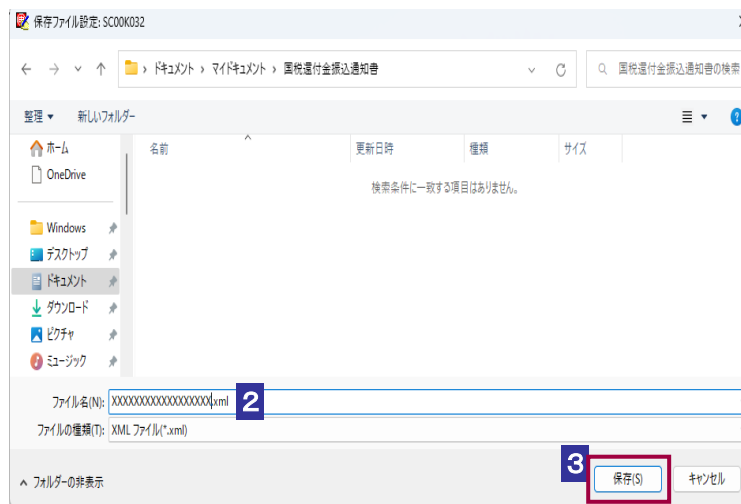 保存ファイル設定: SC00K032
ドキュメント › マイドキュメント › 国税還付金振込通知書
国税還付金振込通知書の検索
整理 新しいフォルダー
ホーム
OneDrive
Windows
デスクトップ
ドキュメント
ダウンロード
ピクチャ
ミュージック
名前 更新日時 種類 サイズ
検索条件に一致する項目はありません。
ファイル名(N): XXXXXXXXXXXXXXXXXX.xml 2
ファイルの種類(T): XML ファイル(*.xml)
フォルダーの非表示
3 保存(S) キャンセル